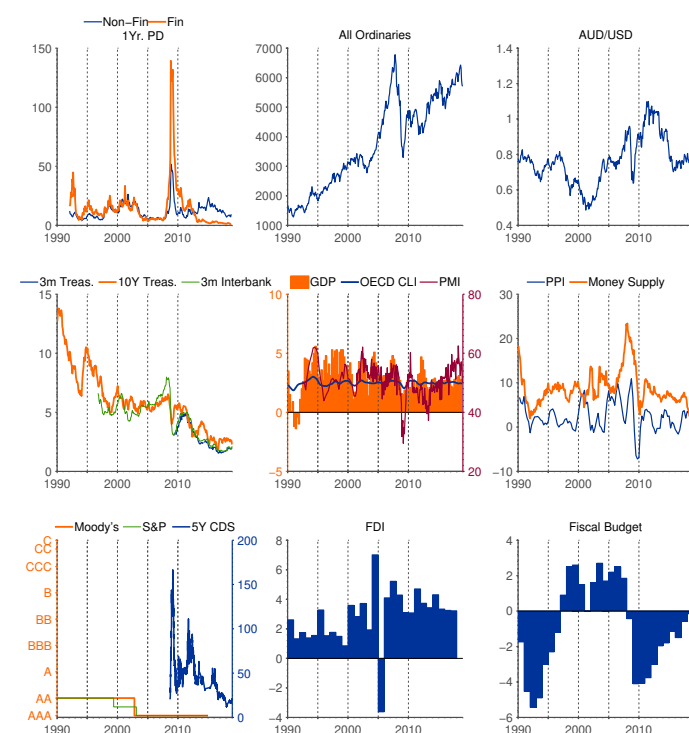 Non−Fin Fin
1Yr. PD
150
100
50
0
1990 2000 2010
All Ordinaries
7000
6000
5000
4000
3000
2000
1000
1990 2000 2010
AUD/USD
1.4
1.2
1
0.8
0.6
0.4
1990 2000 2010
3m Treas. 10Y Treas. 3m Interbank
15
10
5
0
1990 2000 2010
GDP OECD CLI PMI
10 80
5 60
0 40
−5 20
1990 2000 2010
PPI Money Supply
30
20
10
0
−10
1990 2000 2010
Moody's S&P 5Y CDS
C
CC
CCC
B
BB
BBB
A
AA
AAA
200
150
100
50
0
1990 2000 2010
FDI
8
6
4
2
0
−2
−4
1990 2000 2010
Fiscal Budget
4
2
0
−2
−4
−6
1990 2000 2010